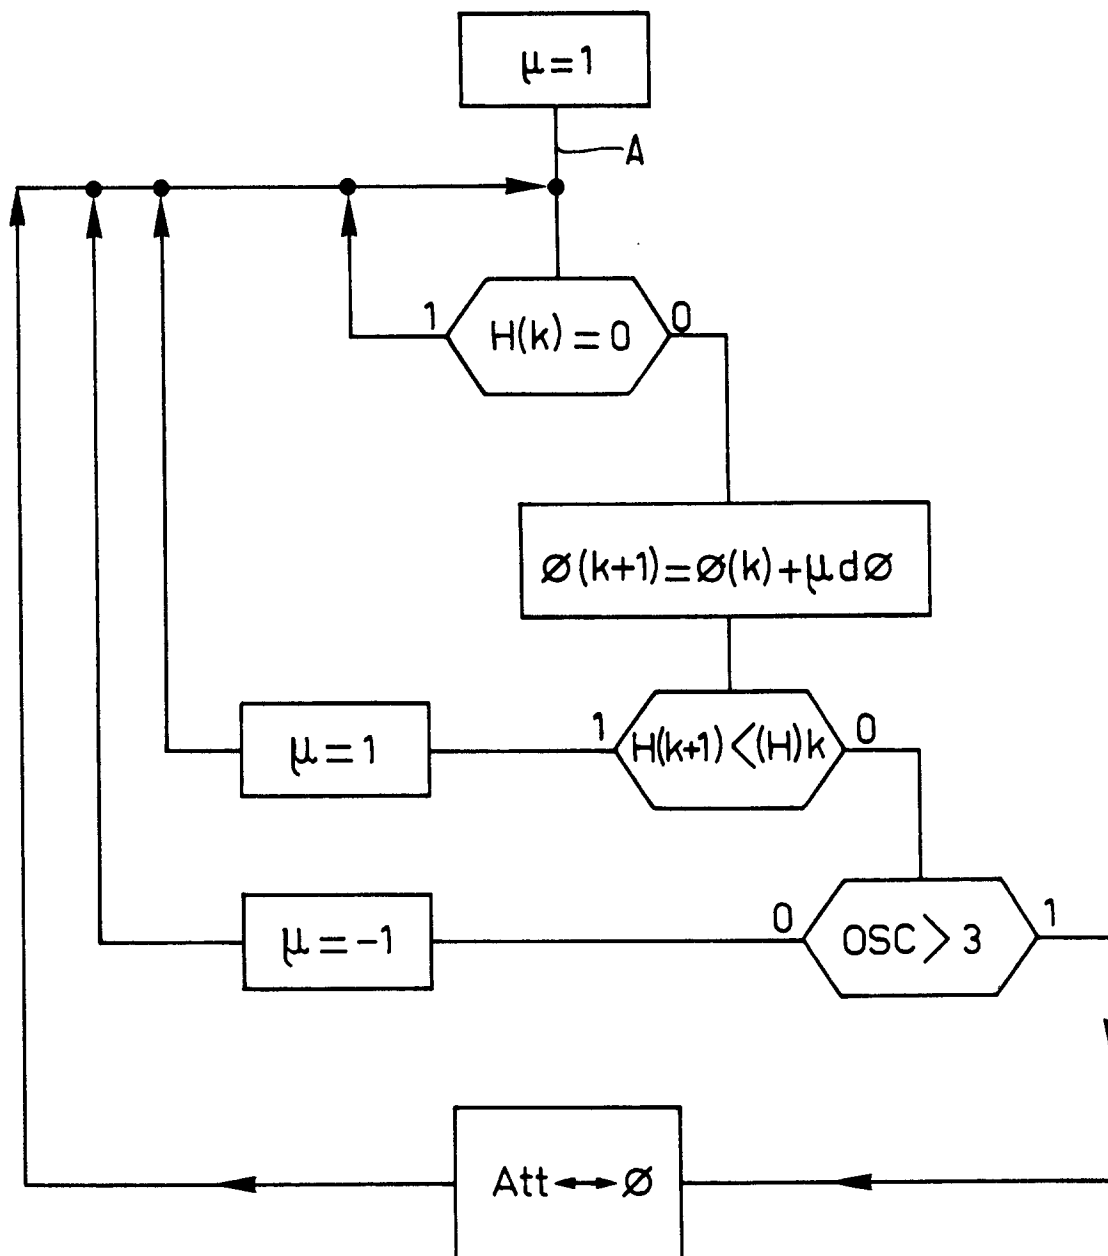 μ=1
A
1
H(k)=0
0
Ø(k+1)=Ø(k)+μdØ
μ=1
1
H(k+1)<(H)k
0
μ=-1
0
OSC>3
1
Att↔Ø